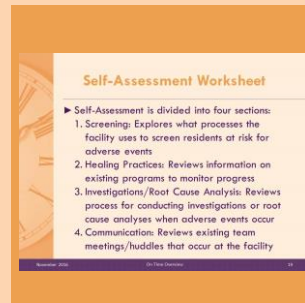 Self-Assessment Worksheet
► Self-Assessment is divided into four sections:
1. Screening: Explores what processes the
facility uses to screen residents at risk for
adverse events
2. Healing Practices: Reviews information on
existing programs to monitor progress
3. Investigations/Root Cause Analysis: Reviews
process for conducting investigations or root
cause analyses when adverse events occur
4. Communication: Reviews existing team
meetings/huddles that occur at the facility
On-Time Overview